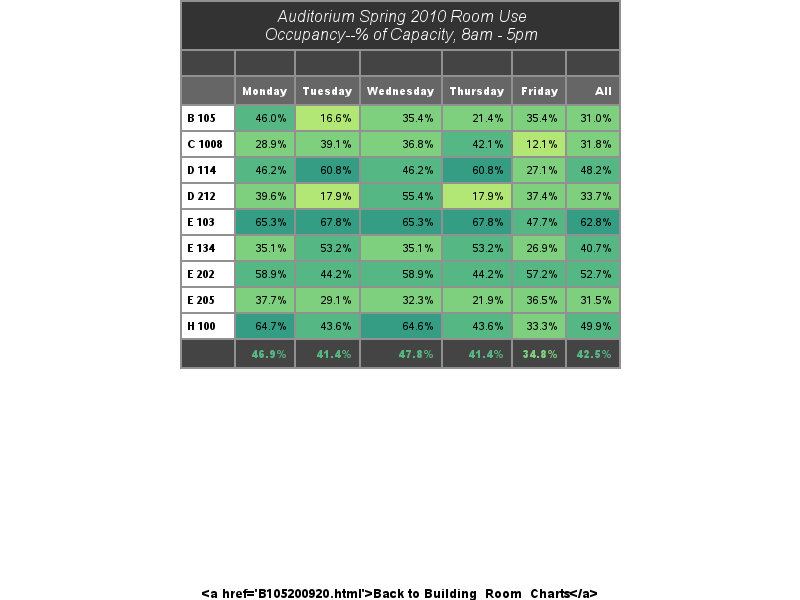 Auditorium Spring 2010 Room Use
Occupancy--% of Capacity, 8am - 5pm
Monday Tuesday Wednesday Thursday Friday All
B 105 46.0% 16.6% 35.4% 21.4% 35.4% 31.0%
C 1008 28.9% 39.1% 36.8% 42.1% 12.1% 31.8%
D 114 46.2% 60.8% 46.2% 60.8% 27.1% 48.2%
D 212 39.6% 17.9% 55.4% 17.9% 37.4% 33.7%
E 103 65.3% 67.8% 65.3% 67.8% 47.7% 62.8%
E 134 35.1% 53.2% 35.1% 53.2% 26.9% 40.7%
E 202 58.9% 44.2% 58.9% 44.2% 57.2% 52.7%
E 205 37.7% 29.1% 32.3% 21.9% 36.5% 31.5%
H 100 64.7% 43.6% 64.6% 43.6% 33.3% 49.9%
46.9% 41.4% 47.8% 41.4% 34.8% 42.5%
<a href='B105200920.html'>Back to Building_Room_Charts</a>